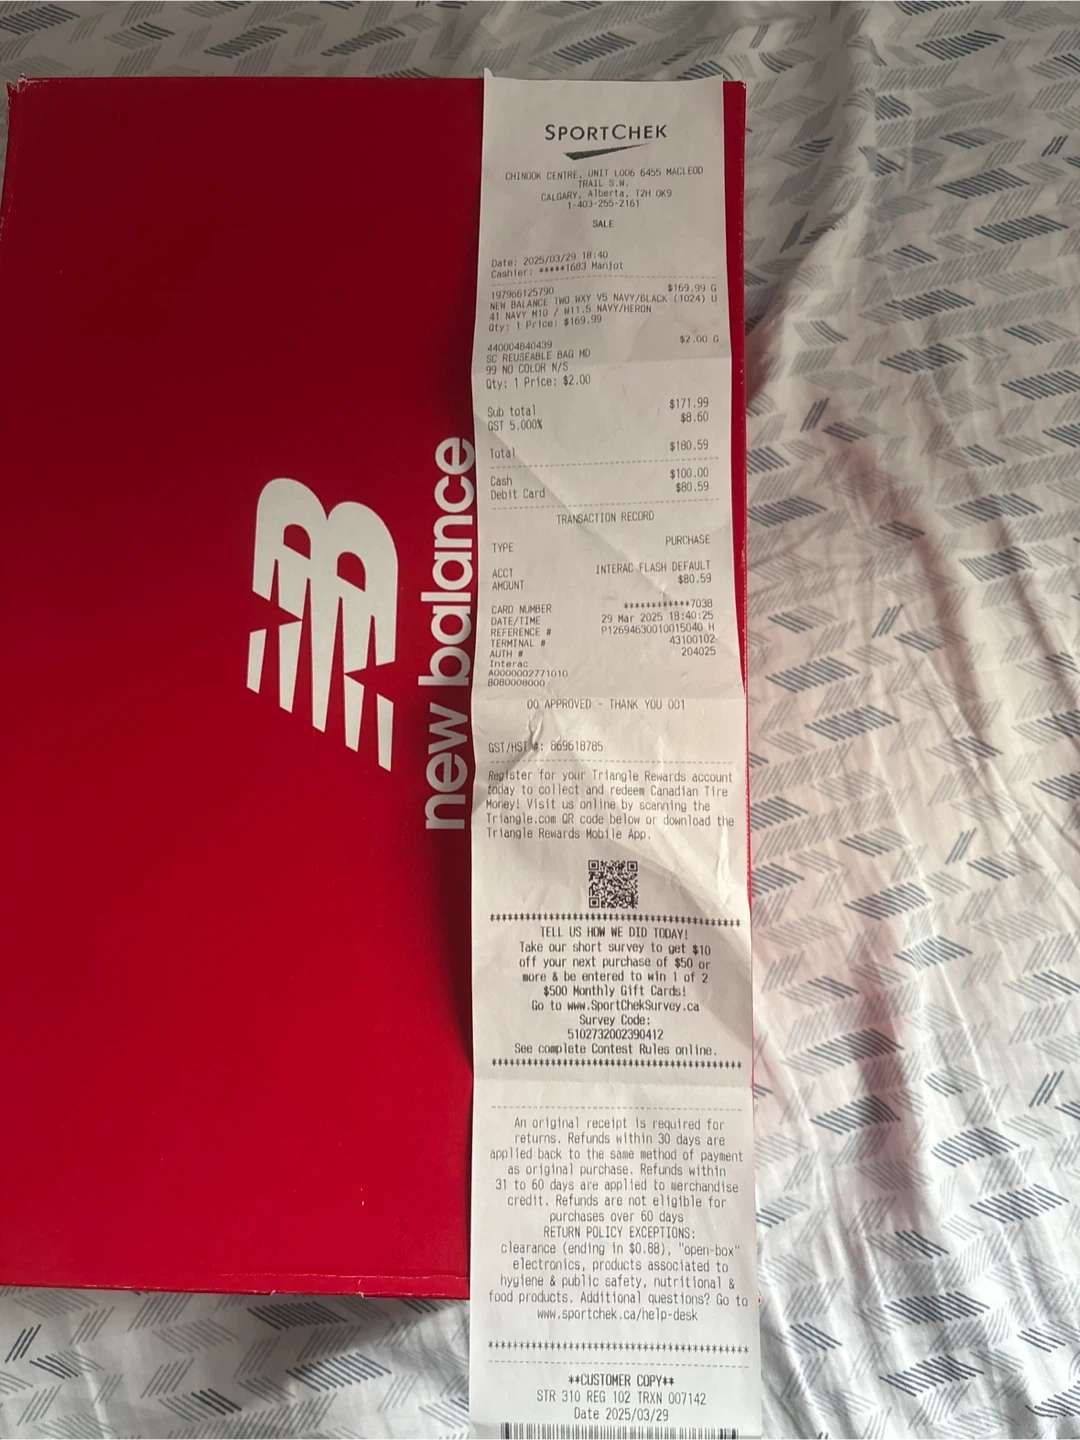 new balance
SPORTCHEK
CHINOOK CENTRE, UNIT L006 6455 MACLEOD
TRAIL S.W.
CALGARY, Alberta, T2H 0K9
1-403-255-2161
SALE
Date: 2025/03/29 18:40
Cashier: *****1683 Manjot
197966125790 $169.99 G
NEW BALANCE TWO WXY V5 NAVY/BLACK (1024) U
41 NAVY M10 / W11.5 NAVY/HERON
Qty: 1 Price: $169.99
440004840439 $2.00 G
SC REUSEABLE BAG MD
99 NO COLOR N/S
Qty: 1 Price: $2.00
Sub total $171.99
GST 5.000% $8.60
Total $180.59
Cash $100.00
Debit Card $80.59
TRANSACTION RECORD
TYPE PURCHASE
ACCT INTERAC FLASH DEFAULT
AMOUNT $80.59
CARD NUMBER ************7038
DATE/TIME 29 Mar 2025 18:40:25
REFERENCE # P12694630010015040 H
TERMINAL # 43100102
AUTH # 204025
Interac
A0000002771010
8080008000
00 APPROVED - THANK YOU 001
GST/HST #: 869618785
Register for your Triangle Rewards account
today to collect and redeem Canadian Tire
Money! Visit us online by scanning the
Triangle.com QR code below or download the
Triangle Rewards Mobile App.
TELL US HOW WE DID TODAY!
Take our short survey to get $10
off your next purchase of $50 or
more & be entered to win 1 of 2
$500 Monthly Gift Cards!
Go to www.SportChekSurvey.ca
Survey Code:
5102732002390412
See complete Contest Rules online.
An original receipt is required for
returns. Refunds within 30 days are
applied back to the same method of payment
as original purchase. Refunds within
31 to 60 days are applied to merchandise
credit. Refunds are not eligible for
purchases over 60 days
RETURN POLICY EXCEPTIONS:
clearance (ending in $0.88), "open-box"
electronics, products associated to
hygiene & public safety, nutritional &
food products. Additional questions? Go to
www.sportchek.ca/help-desk
**CUSTOMER COPY**
STR 310 REG 102 TRXN 007142
Date 2025/03/29